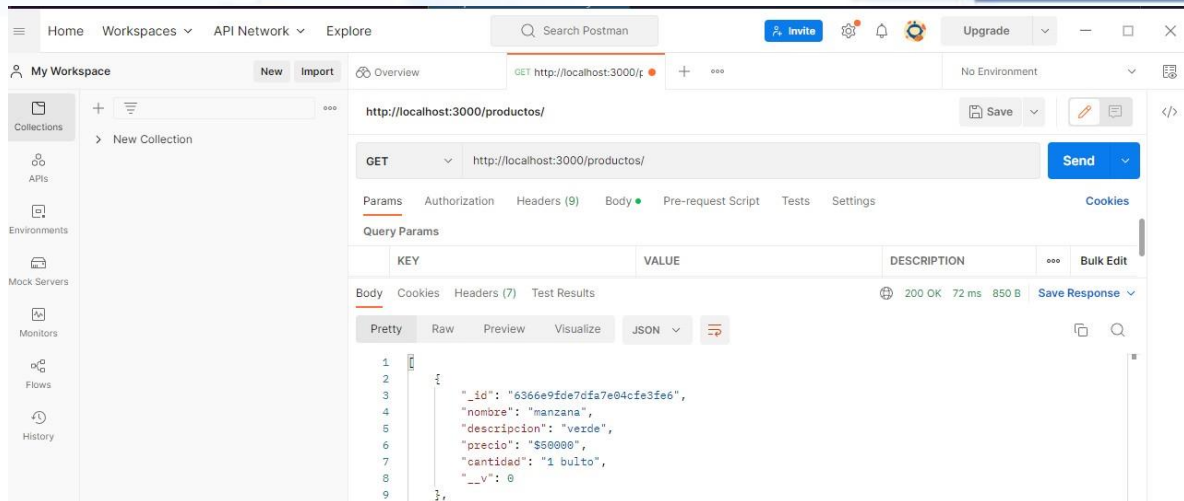 Home Workspaces API Network Explore Search Postman Invite Upgrade
My Workspace New Import Overview GET http://localhost:3000/p No Environment
Collections
APIs
Environments
Mock Servers
Monitors
Flows
History
New Collection
http://localhost:3000/productos/ Save
GET http://localhost:3000/productos/ Send
Params Authorization Headers (9) Body Pre-request Script Tests Settings Cookies
Query Params
KEY VALUE DESCRIPTION Bulk Edit
Body Cookies Headers (7) Test Results 200 OK 72 ms 850 B Save Response
Pretty Raw Preview Visualize JSON
1 [
2 {
3 "_id": "6366e9fde7dfa7e04cfe3fe6",
4 "nombre": "manzana",
5 "descripcion": "verde",
6 "precio": "$50000",
7 "cantidad": "1 bulto",
8 "__v": 0
9 },